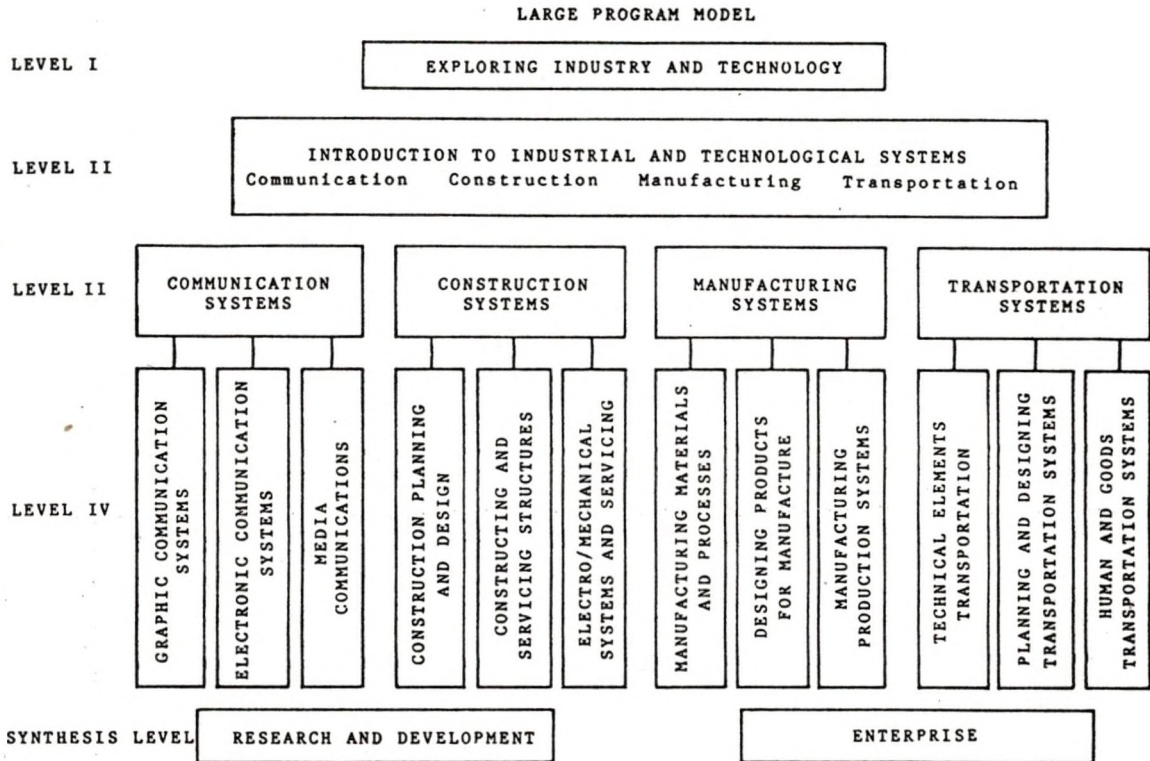 LARGE PROGRAM MODEL
LEVEL I
EXPLORING INDUSTRY AND TECHNOLOGY
LEVEL II
INTRODUCTION TO INDUSTRIAL AND TECHNOLOGICAL SYSTEMS
Communication Construction Manufacturing Transportation
LEVEL II
COMMUNICATION
SYSTEMS
CONSTRUCTION
SYSTEMS
MANUFACTURING
SYSTEMS
TRANSPORTATION
SYSTEMS
LEVEL IV
GRAPHIC COMMUNICATION
SYSTEMS
ELECTRONIC COMMUNICATION
SYSTEMS
MEDIA
COMMUNICATIONS
CONSTRUCTION PLANNING
AND DESIGN
CONSTRUCTING AND
SERVICING STRUCTURES
ELECTRO/MECHANICAL
SYSTEMS AND SERVICING
MANUFACTURING MATERIALS
AND PROCESSES
DESIGNING PRODUCTS
FOR MANUFACTURE
MANUFACTURING
PRODUCTION SYSTEMS
TECHNICAL ELEMENTS
TRANSPORTATION
PLANNING AND DESIGNING
TRANSPORTATION SYSTEMS
HUMAN AND GOODS
TRANSPORTATION SYSTEMS
SYNTHESIS LEVEL
RESEARCH AND DEVELOPMENT
ENTERPRISE